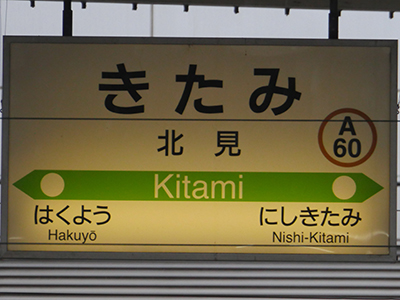 きたみ
北見
A
60
Kitami
はくよう にしきたみ
Hakuyō Nishi-Kitami